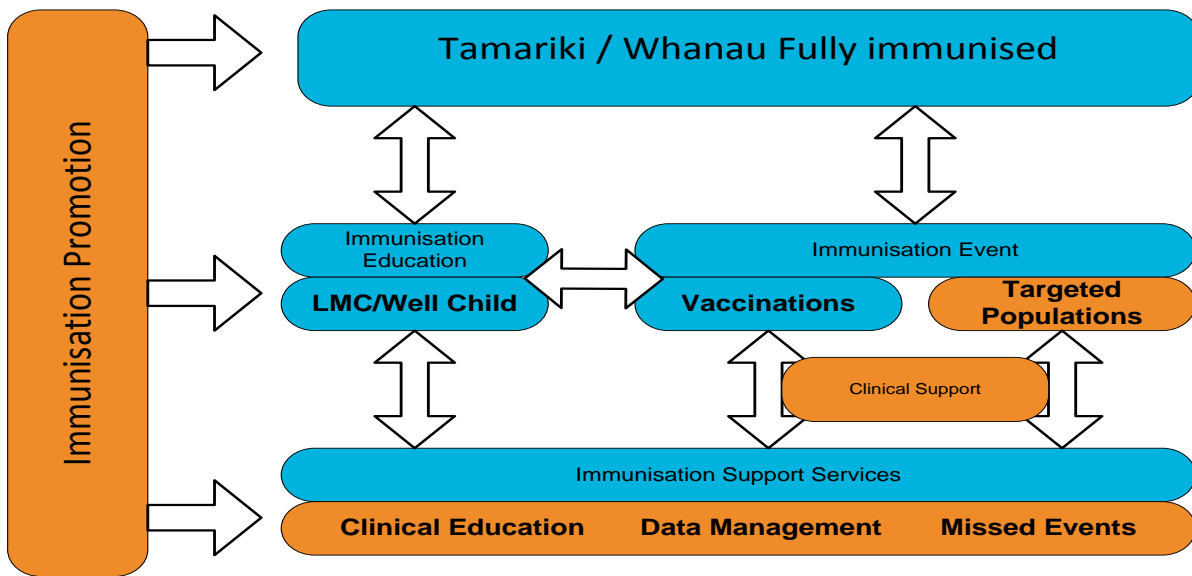 Immunisation Promotion
Tamariki / Whanau Fully immunised
Immunisation
Education
LMC/Well Child
Immunisation Event
Vaccinations
Targeted
Populations
Clinical Support
Immunisation Support Services
Clinical Education Data Management Missed Events